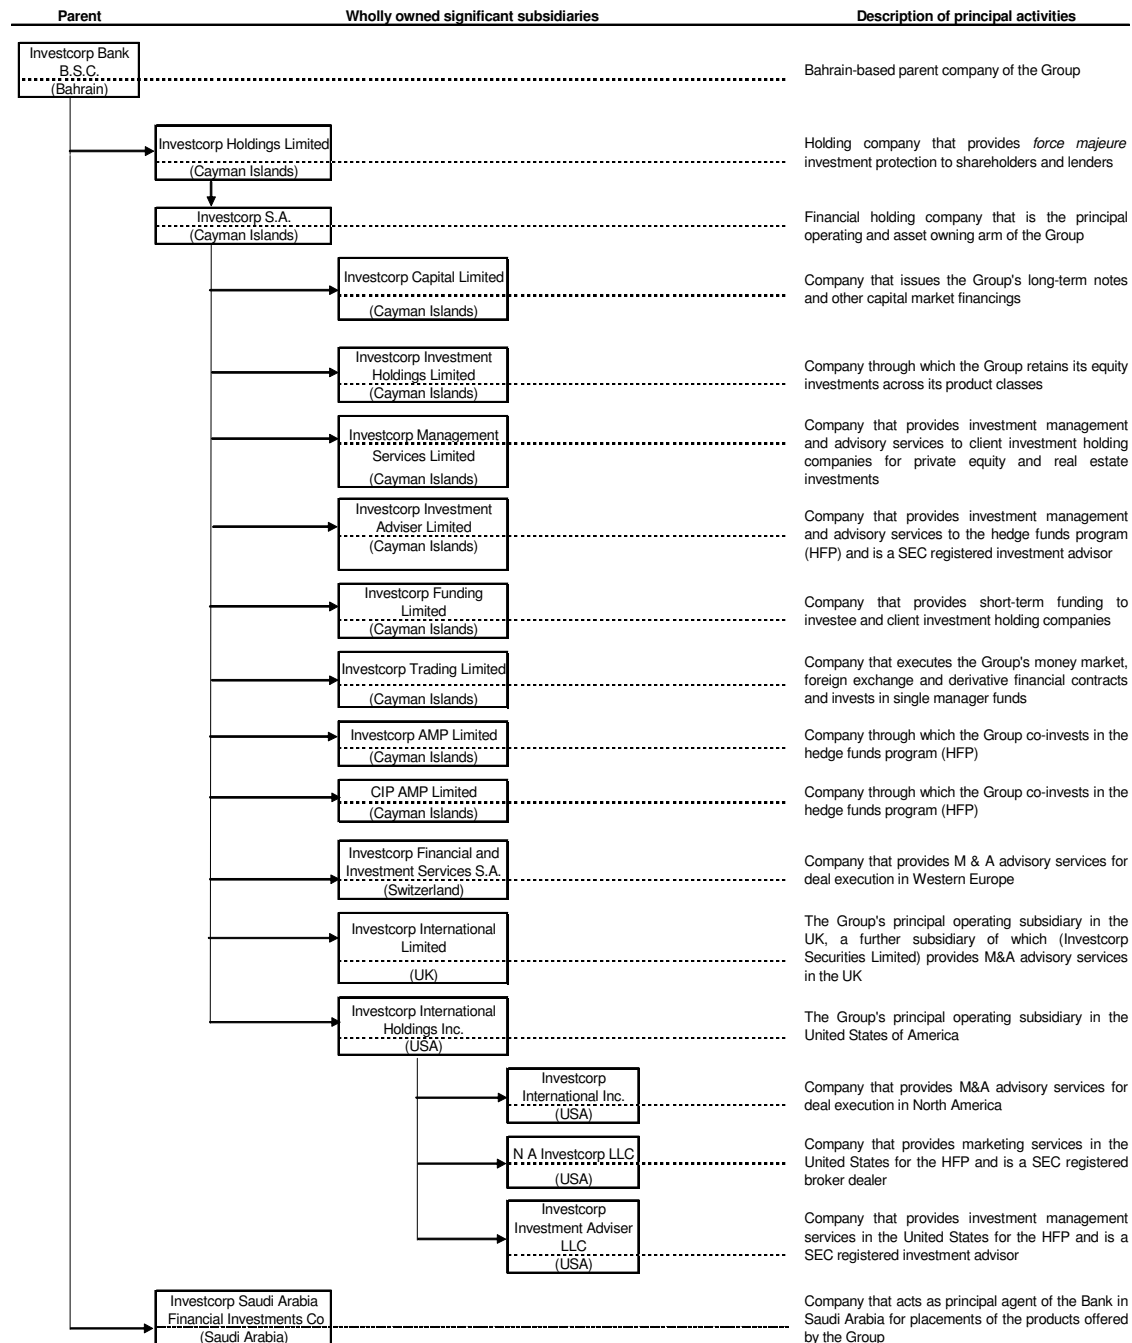 Parent Wholly owned significant subsidiaries Description of principal activities
Investcorp Bank
B.S.C.
(Bahrain)
Bahrain-based parent company of the Group
Investcorp Holdings Limited
(Cayman Islands)
Holding company that provides force majeure
investment protection to shareholders and lenders
Investcorp S.A.
(Cayman Islands)
Financial holding company that is the principal
operating and asset owning arm of the Group
Investcorp Capital Limited
(Cayman Islands)
Company that issues the Group's long-term notes
and other capital market financings
Investcorp Investment
Holdings Limited
(Cayman Islands)
Company through which the Group retains its equity
investments across its product classes
Investcorp Management
Services Limited
(Cayman Islands)
Company that provides investment management
and advisory services to client investment holding
companies for private equity and real estate
investments
Investcorp Investment
Adviser Limited
(Cayman Islands)
Company that provides investment management
and advisory services to the hedge funds program
(HFP) and is a SEC registered investment advisor
Investcorp Funding
Limited
(Cayman Islands)
Company that provides short-term funding to
investee and client investment holding companies
Investcorp Trading Limited
(Cayman Islands)
Company that executes the Group's money market,
foreign exchange and derivative financial contracts
and invests in single manager funds
Investcorp AMP Limited
(Cayman Islands)
Company through which the Group co-invests in the
hedge funds program (HFP)
CIP AMP Limited
(Cayman Islands)
Company through which the Group co-invests in the
hedge funds program (HFP)
Investcorp Financial and
Investment Services S.A.
(Switzerland)
Company that provides M & A advisory services for
deal execution in Western Europe
Investcorp International
Limited
(UK)
The Group's principal operating subsidiary in the
UK, a further subsidiary of which (Investcorp
Securities Limited) provides M&A advisory services
in the UK
Investcorp International
Holdings Inc.
(USA)
The Group's principal operating subsidiary in the
United States of America
Investcorp
International Inc.
(USA)
Company that provides M&A advisory services for
deal execution in North America
N A Investcorp LLC
(USA)
Company that provides marketing services in the
United States for the HFP and is a SEC registered
broker dealer
Investcorp
Investment Adviser
LLC
(USA)
Company that provides investment management
services in the United States for the HFP and is a
SEC registered investment advisor
Investcorp Saudi Arabia
Financial Investments Co
(Saudi Arabia)
Company that acts as principal agent of the Bank in
Saudi Arabia for placements of the products offered
by the Group